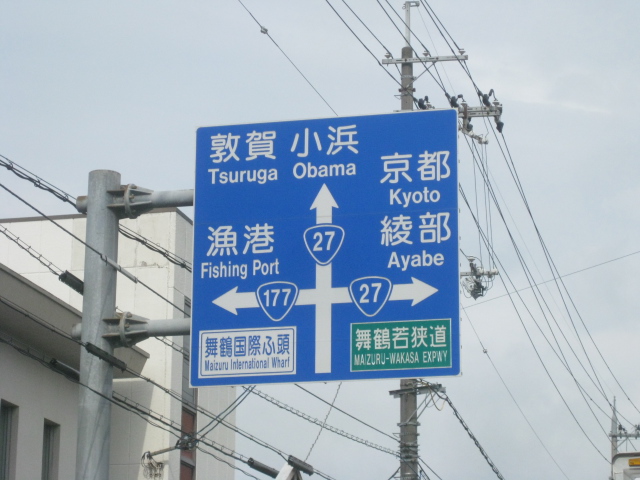 敦賀 小浜
Tsuruga Obama
京都
Kyoto
漁港
Fishing Port
27
綾部
Ayabe
177
27
舞鶴国際ふ頭
Maizuru International Wharf
舞鶴若狭道
MAIZURU-WAKASA EXPWY